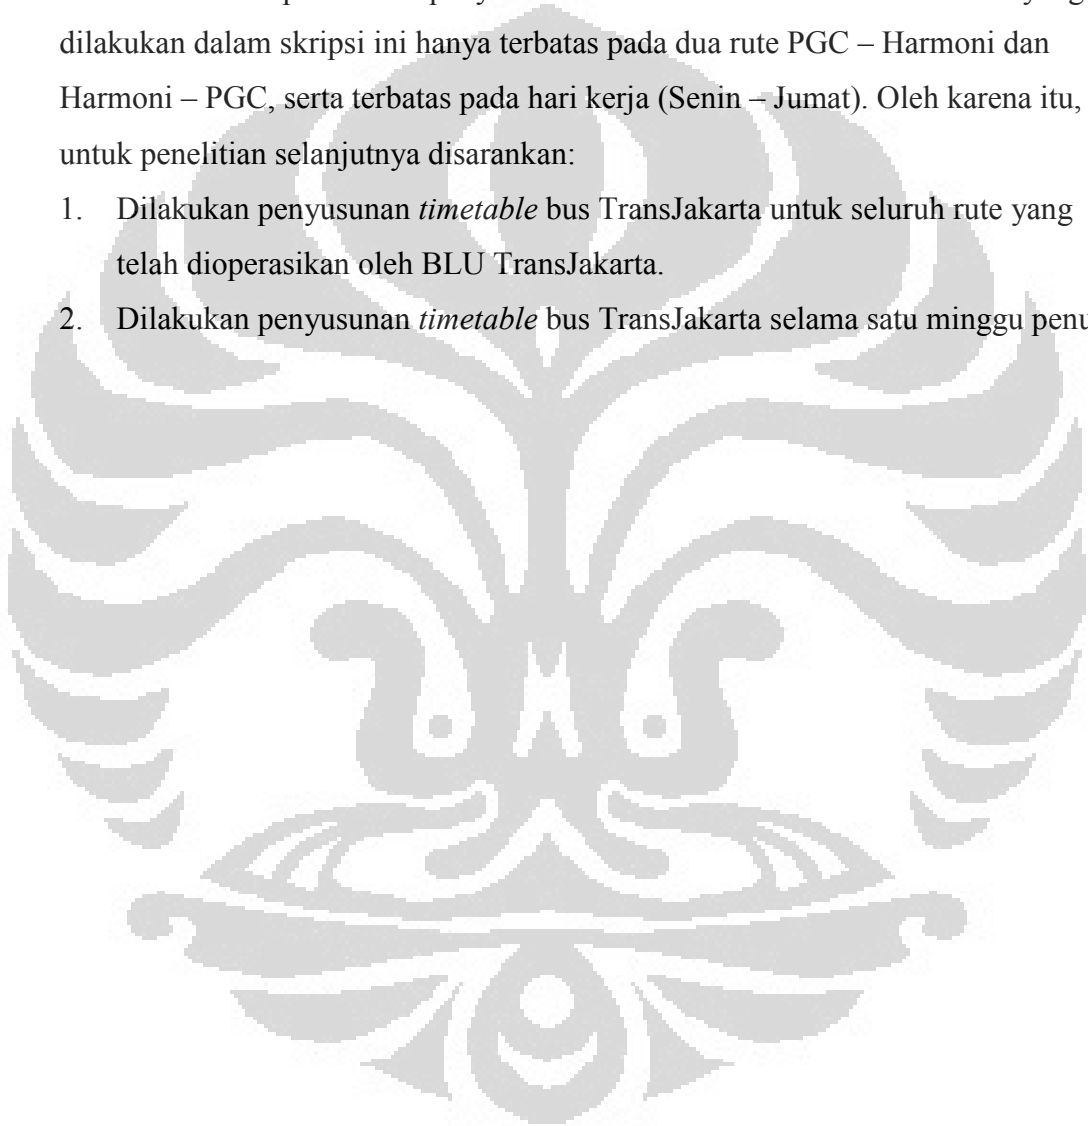 dilakukan dalam skripsi ini hanya terbatas pada dua rute PGC – Harmoni dan
Harmoni – PGC, serta terbatas pada hari kerja (Senin – Jumat). Oleh karena itu,
untuk penelitian selanjutnya disarankan:
1. Dilakukan penyusunan timetable bus TransJakarta untuk seluruh rute yang
telah dioperasikan oleh BLU TransJakarta.
2. Dilakukan penyusunan timetable bus TransJakarta selama satu minggu penu